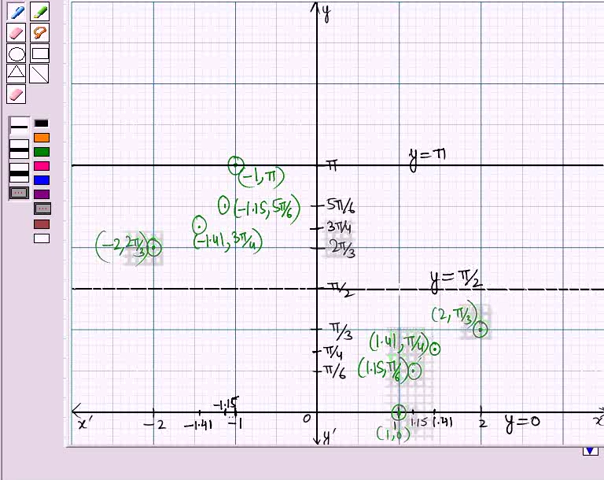 y
y=π
π
(-1,π)
(-1.15, 5π/6)
5π/6
(-1.41, 3π/4)
3π/4
(-2, 2π/3)
2π/3
y=π/2
π/2
(2, π/3)
π/3
(1.41, π/4)
π/4
(1.15, π/6)
π/6
-1.15
x' -2 -1.41 -1 0 1 1.15 1.41 2 y=0 x
(1,0)
y'